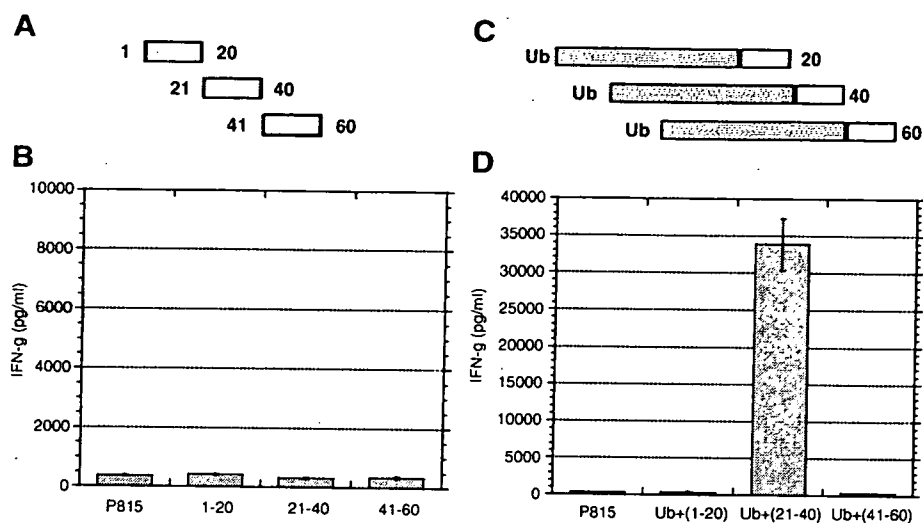 A
1 20
21 40
41 60
B
10000
8000
6000
4000
2000
0
IFN-g (pg/ml)
P815 1-20 21-40 41-60
C
Ub 20
Ub 40
Ub 60
D
40000
35000
30000
25000
20000
15000
10000
5000
0
IFN-g (pg/ml)
P815 Ub+(1-20) Ub+(21-40) Ub+(41-60)